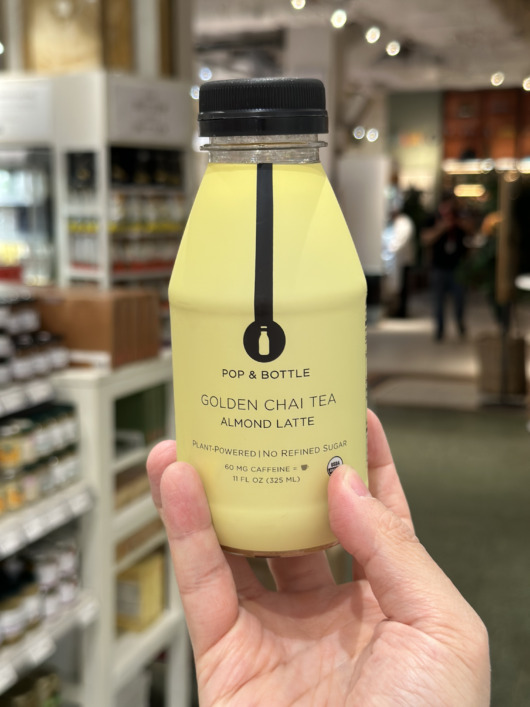 POP & BOTTLE
GOLDEN CHAI TEA
ALMOND LATTE
PLANT-POWERED | NO REFINED SUGAR
60 MG CAFFEINE =
11 FL OZ (325 ML)
USDA